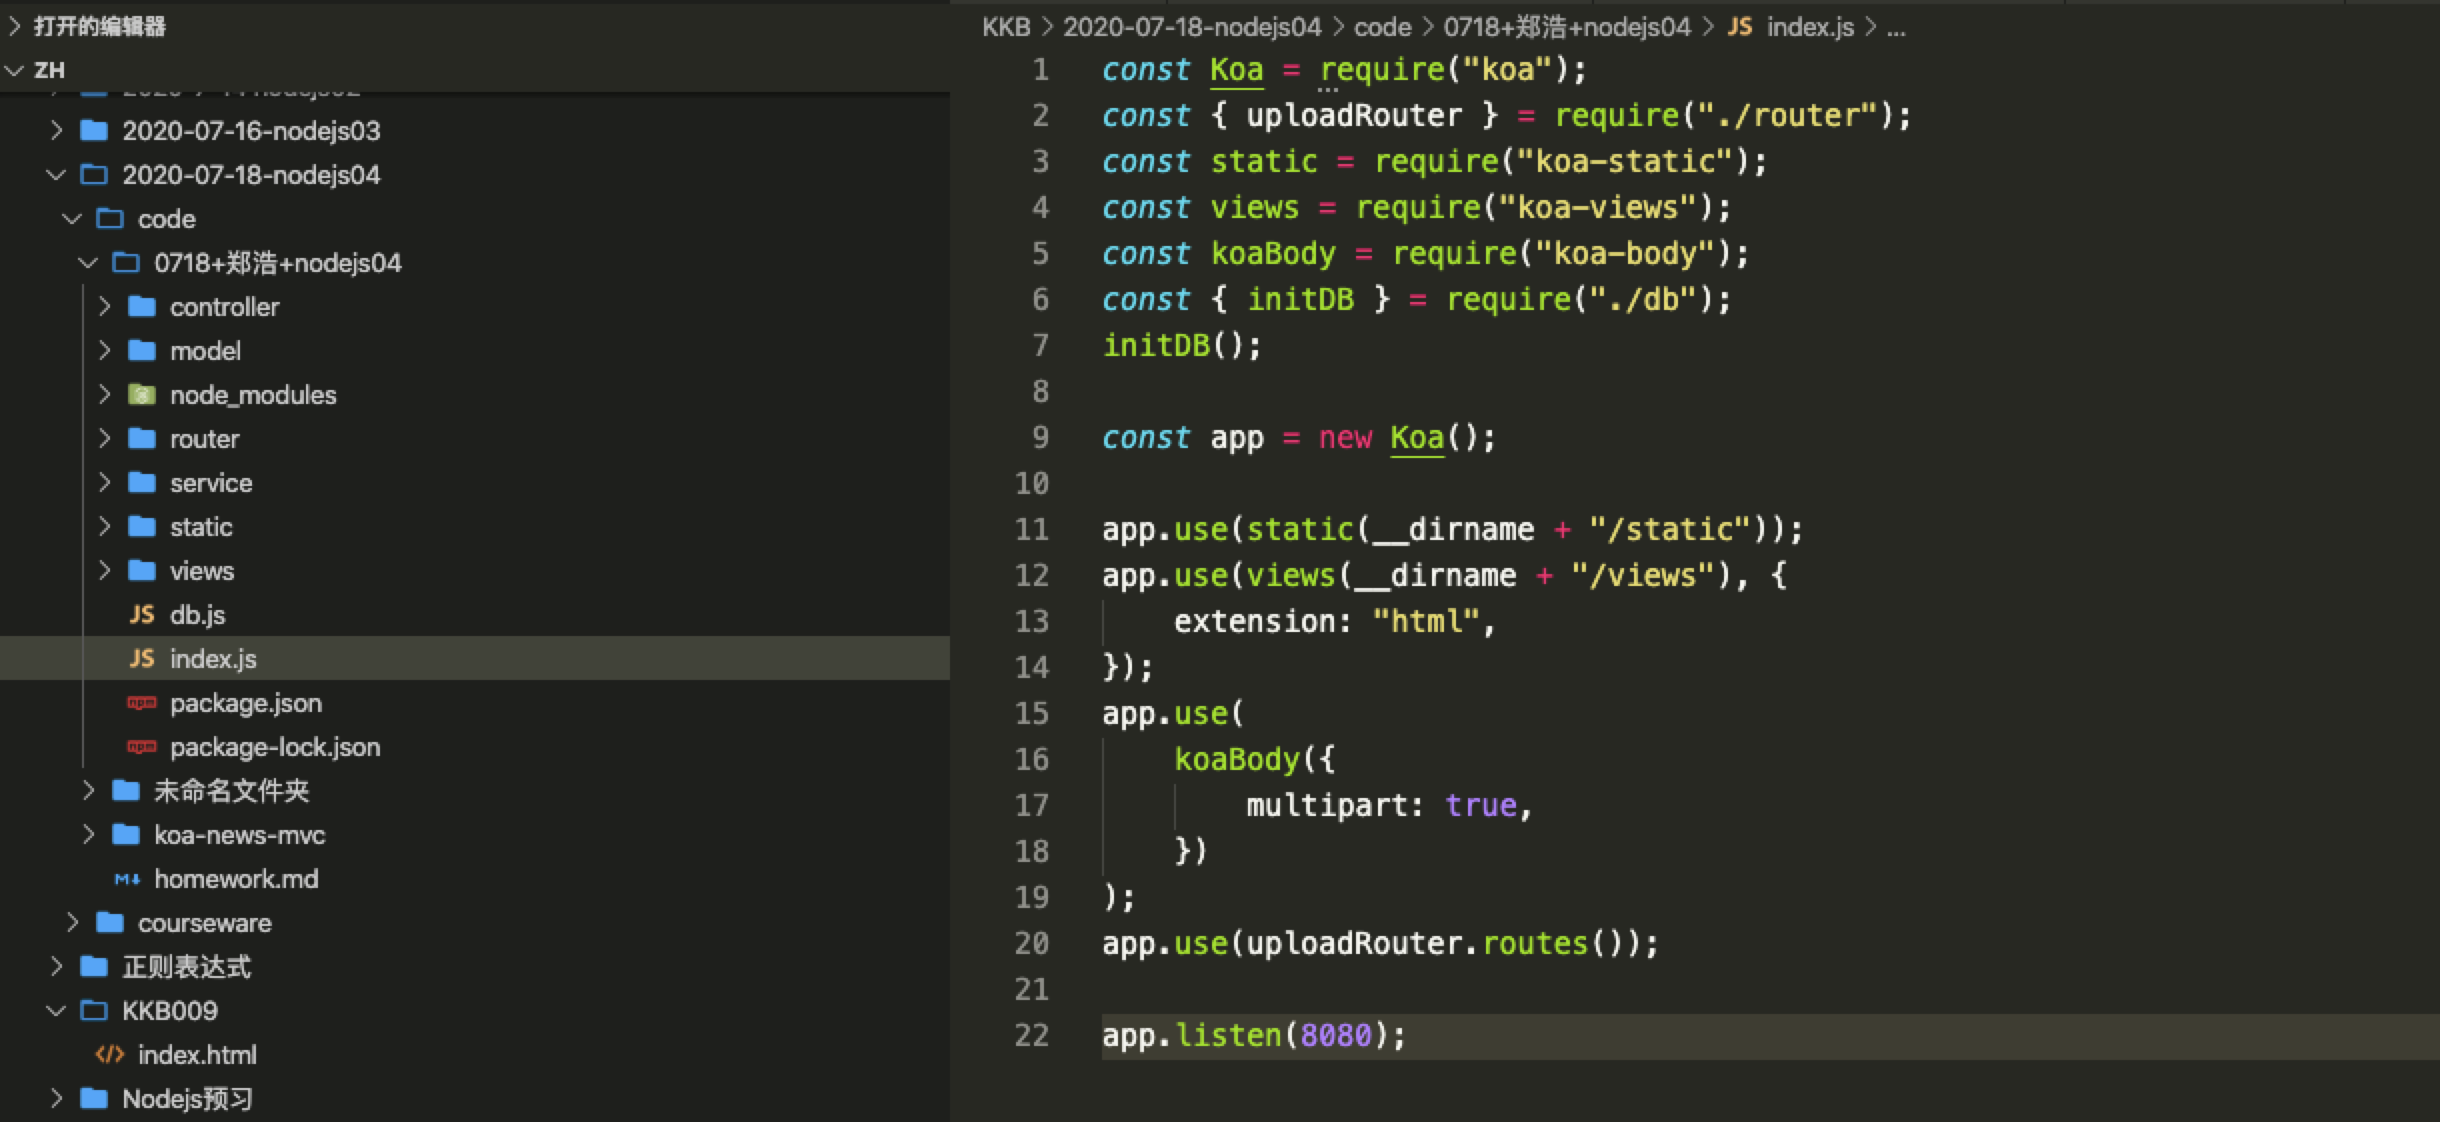 打开的编辑器
ZH
2020-07-16-nodejs03
2020-07-18-nodejs04
code
0718+郑浩+nodejs04
controller
model
node_modules
router
service
static
views
JS db.js
JS index.js
npm package.json
npm package-lock.json
未命名文件夹
koa-news-mvc
M↓ homework.md
courseware
正则表达式
KKB009
</> index.html
Nodejs预习
KKB > 2020-07-18-nodejs04 > code > 0718+郑浩+nodejs04 > JS index.js > ...
1 const Koa = require("koa");
2 const { uploadRouter } = require("./router");
3 const static = require("koa-static");
4 const views = require("koa-views");
5 const koaBody = require("koa-body");
6 const { initDB } = require("./db");
7 initDB();
8
9 const app = new Koa();
10
11 app.use(static(__dirname + "/static"));
12 app.use(views(__dirname + "/views"), {
13 extension: "html",
14 });
15 app.use(
16 koaBody({
17 multipart: true,
18 })
19 );
20 app.use(uploadRouter.routes());
21
22 app.listen(8080);